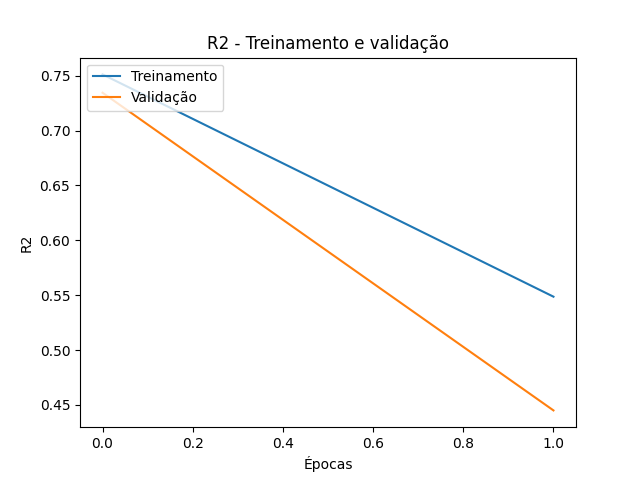 R2 - Treinamento e validação
Treinamento
Validação
R2
0.75
0.70
0.65
0.60
0.55
0.50
0.45
0.0 0.2 0.4 0.6 0.8 1.0
Épocas